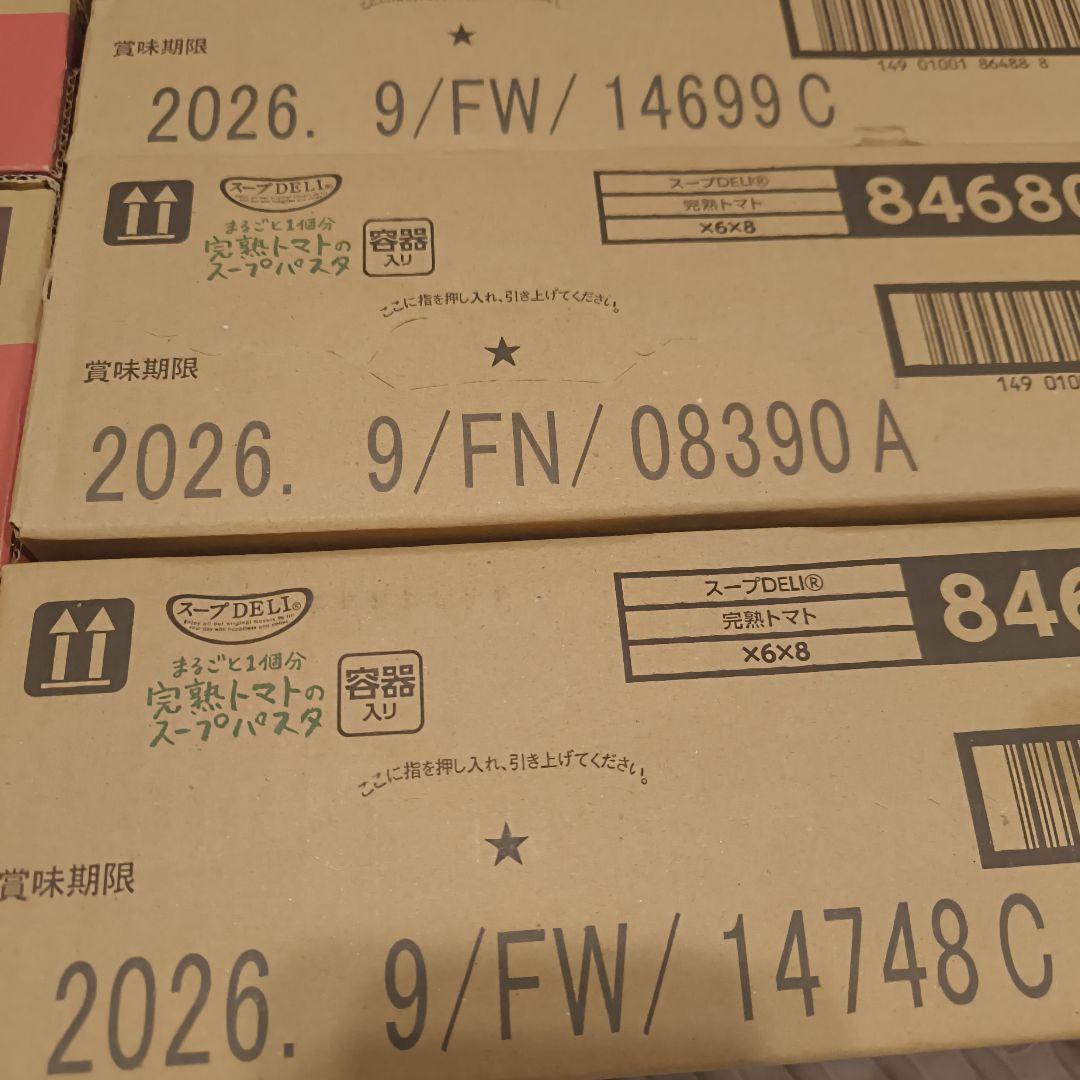 賞味期限
★
149 01001 86488 8
2026. 9/FW/14699C
スープDELI®
まるごと1個分
完熟トマトの
スープパスタ
容器
入り
スープDELI®
完熟トマト
×6×8
84680
ここに指を押し入れ、引き上げてください。
★
149 010
賞味期限
2026. 9/FN/08390A
スープDELI®
まるごと1個分
完熟トマトの
スープパスタ
容器
入り
スープDELI®
完熟トマト
×6×8
846
ここに指を押し入れ、引き上げてください。
★
賞味期限
2026. 9/FW/14748C